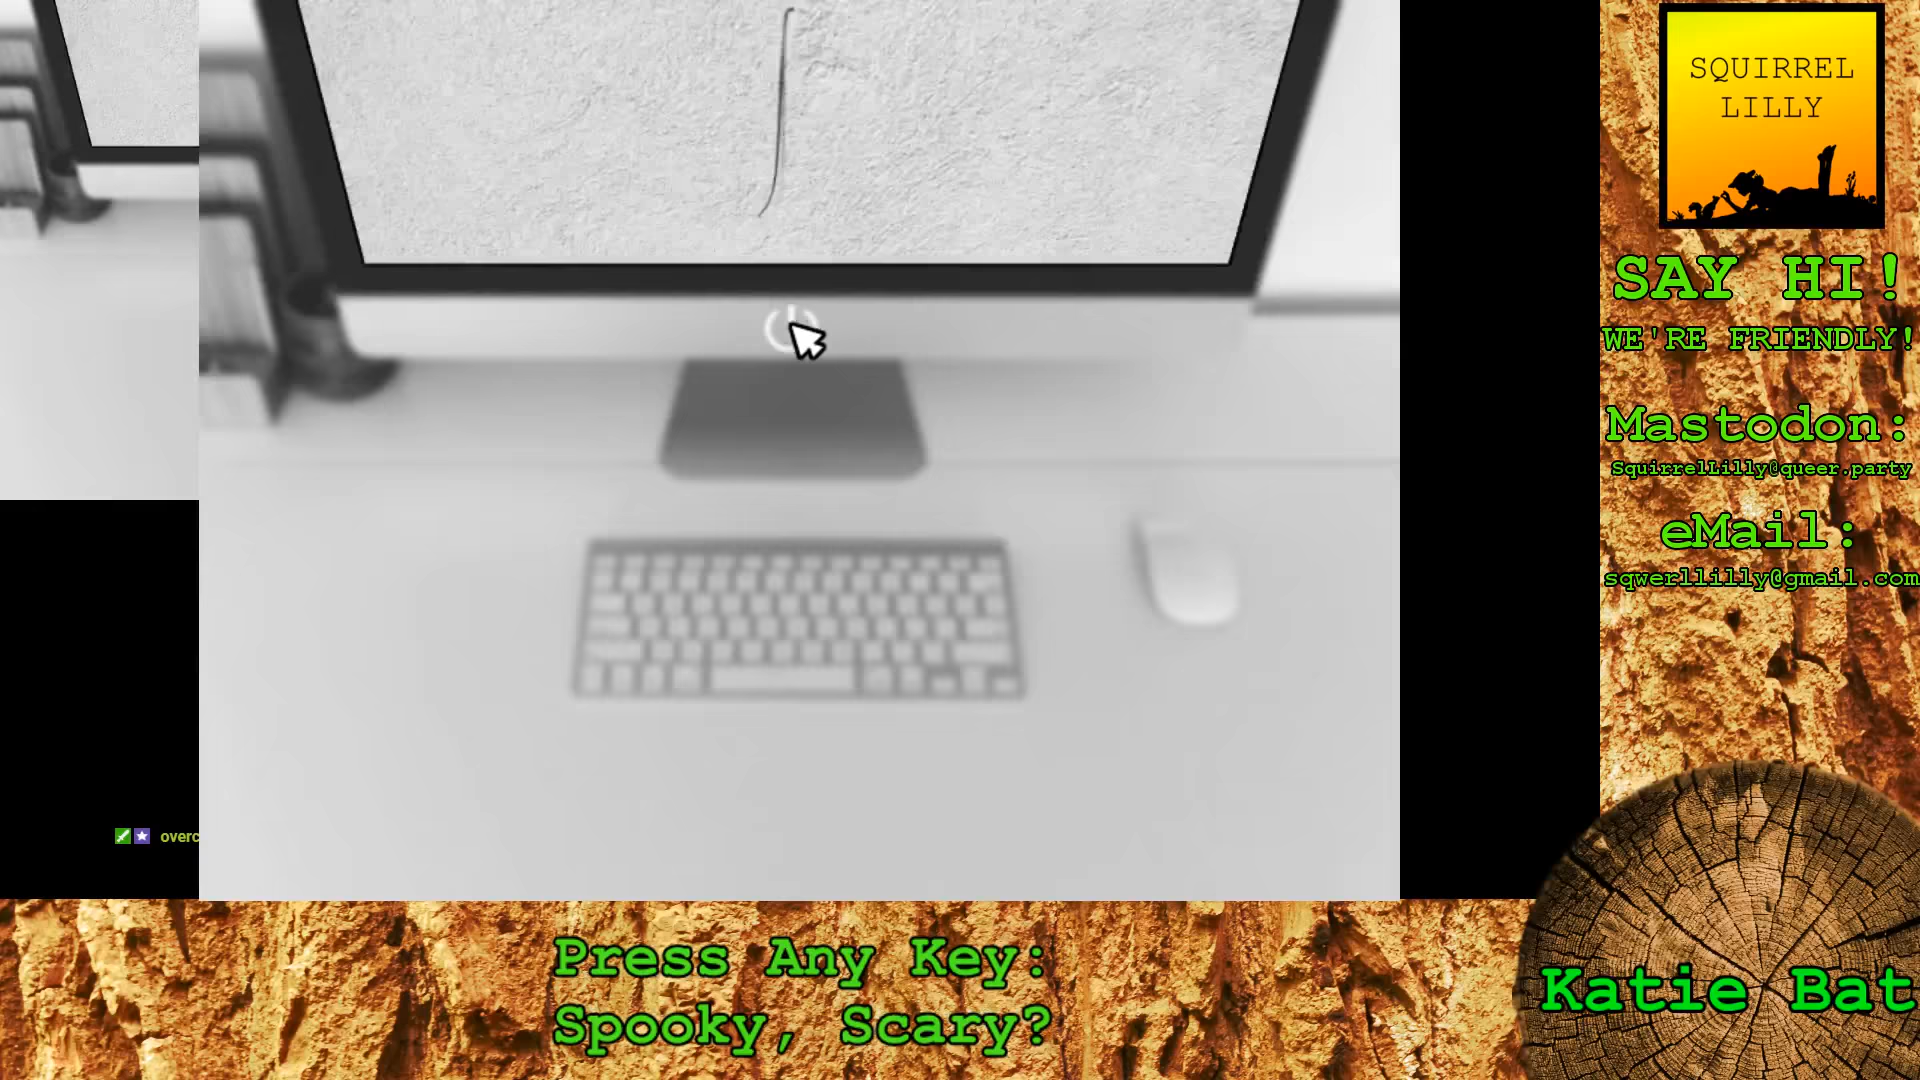 SQUIRREL
LILLY
SAY HI!
WE'RE FRIENDLY!
Mastodon:
SquirrelLilly@queer.party
eMail:
sqwerllilly@gmail.com
overc
Press Any Key:
Spooky, Scary?
Katie Bat